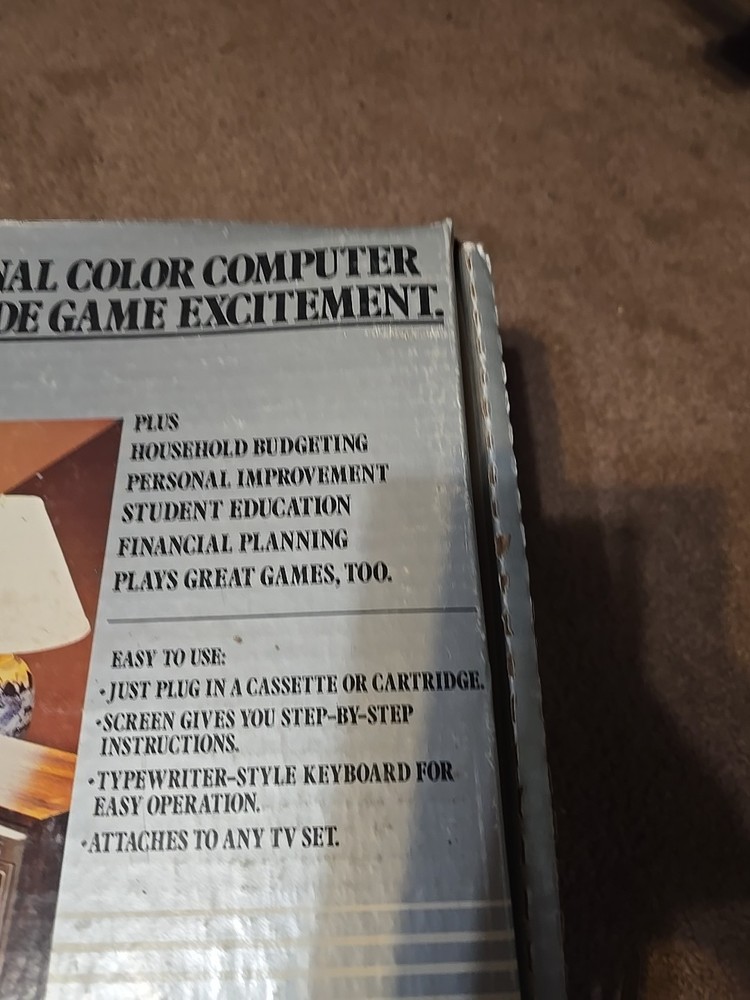 NAL COLOR COMPUTER
DE GAME EXCITEMENT.
PLUS
HOUSEHOLD BUDGETING
PERSONAL IMPROVEMENT
STUDENT EDUCATION
FINANCIAL PLANNING
PLAYS GREAT GAMES, TOO.
EASY TO USE:
•JUST PLUG IN A CASSETTE OR CARTRIDGE.
•SCREEN GIVES YOU STEP-BY-STEP
INSTRUCTIONS.
•TYPEWRITER-STYLE KEYBOARD FOR
EASY OPERATION.
•ATTACHES TO ANY TV SET.